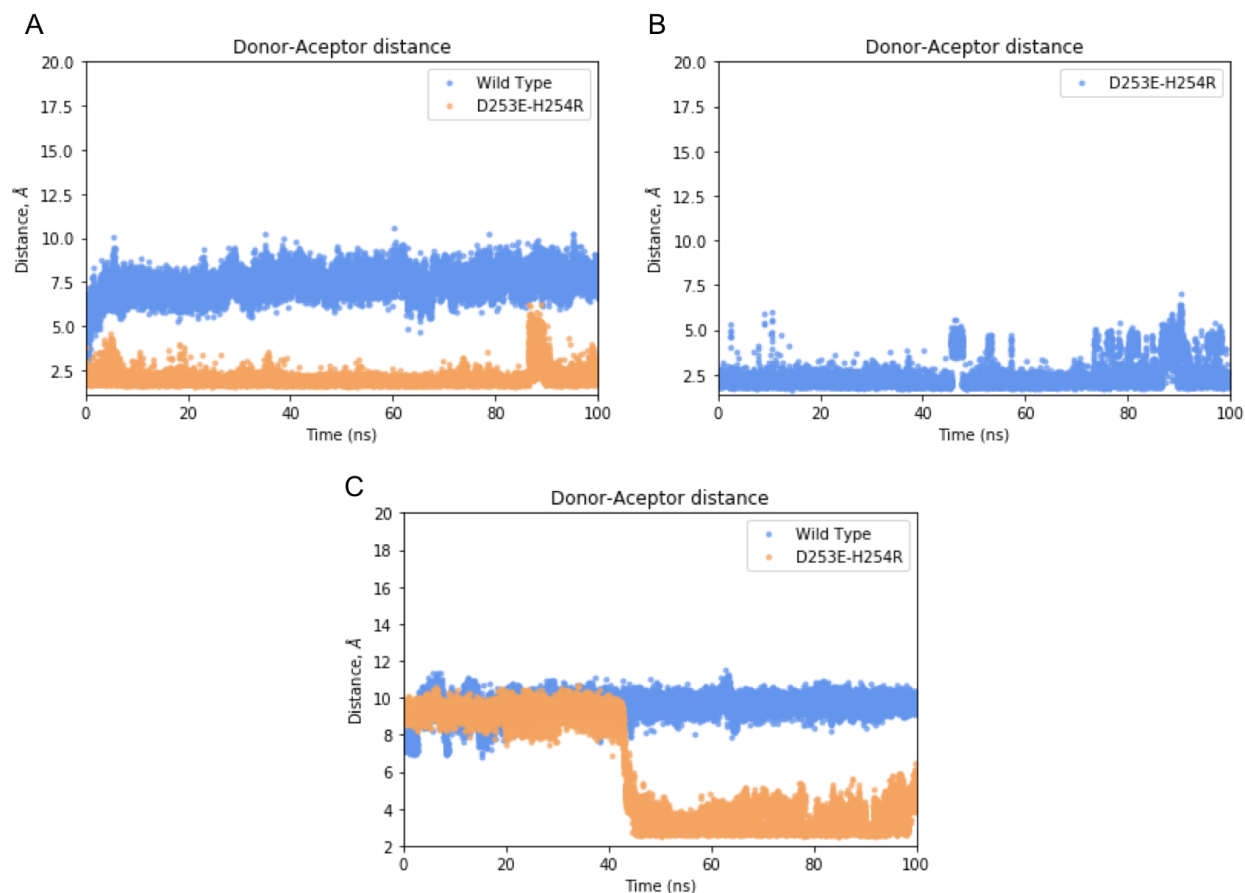 A
Donor-Aceptor distance
20.0
17.5
15.0
12.5
10.0
7.5
5.0
2.5
Distance, Å
Wild Type
D253E-H254R
0 20 40 60 80 100
Time (ns)
B
Donor-Aceptor distance
20.0
17.5
15.0
12.5
10.0
7.5
5.0
2.5
Distance, Å
D253E-H254R
0 20 40 60 80 100
Time (ns)
C
Donor-Aceptor distance
20
18
16
14
12
10
8
6
4
2
Distance, Å
Wild Type
D253E-H254R
0 20 40 60 80 100
Time (ns)